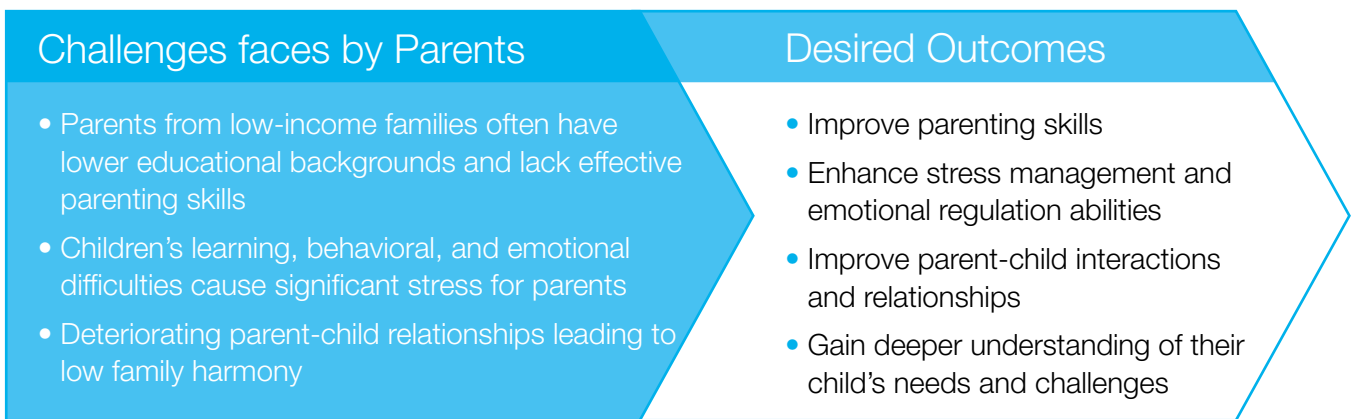 Challenges faces by Parents
• Parents from low-income families often have
lower educational backgrounds and lack effective
parenting skills
• Children’s learning, behavioral, and emotional
difficulties cause significant stress for parents
• Deteriorating parent-child relationships leading to
low family harmony
Desired Outcomes
• Improve parenting skills
• Enhance stress management and
emotional regulation abilities
• Improve parent-child interactions
and relationships
• Gain deeper understanding of their
child’s needs and challenges